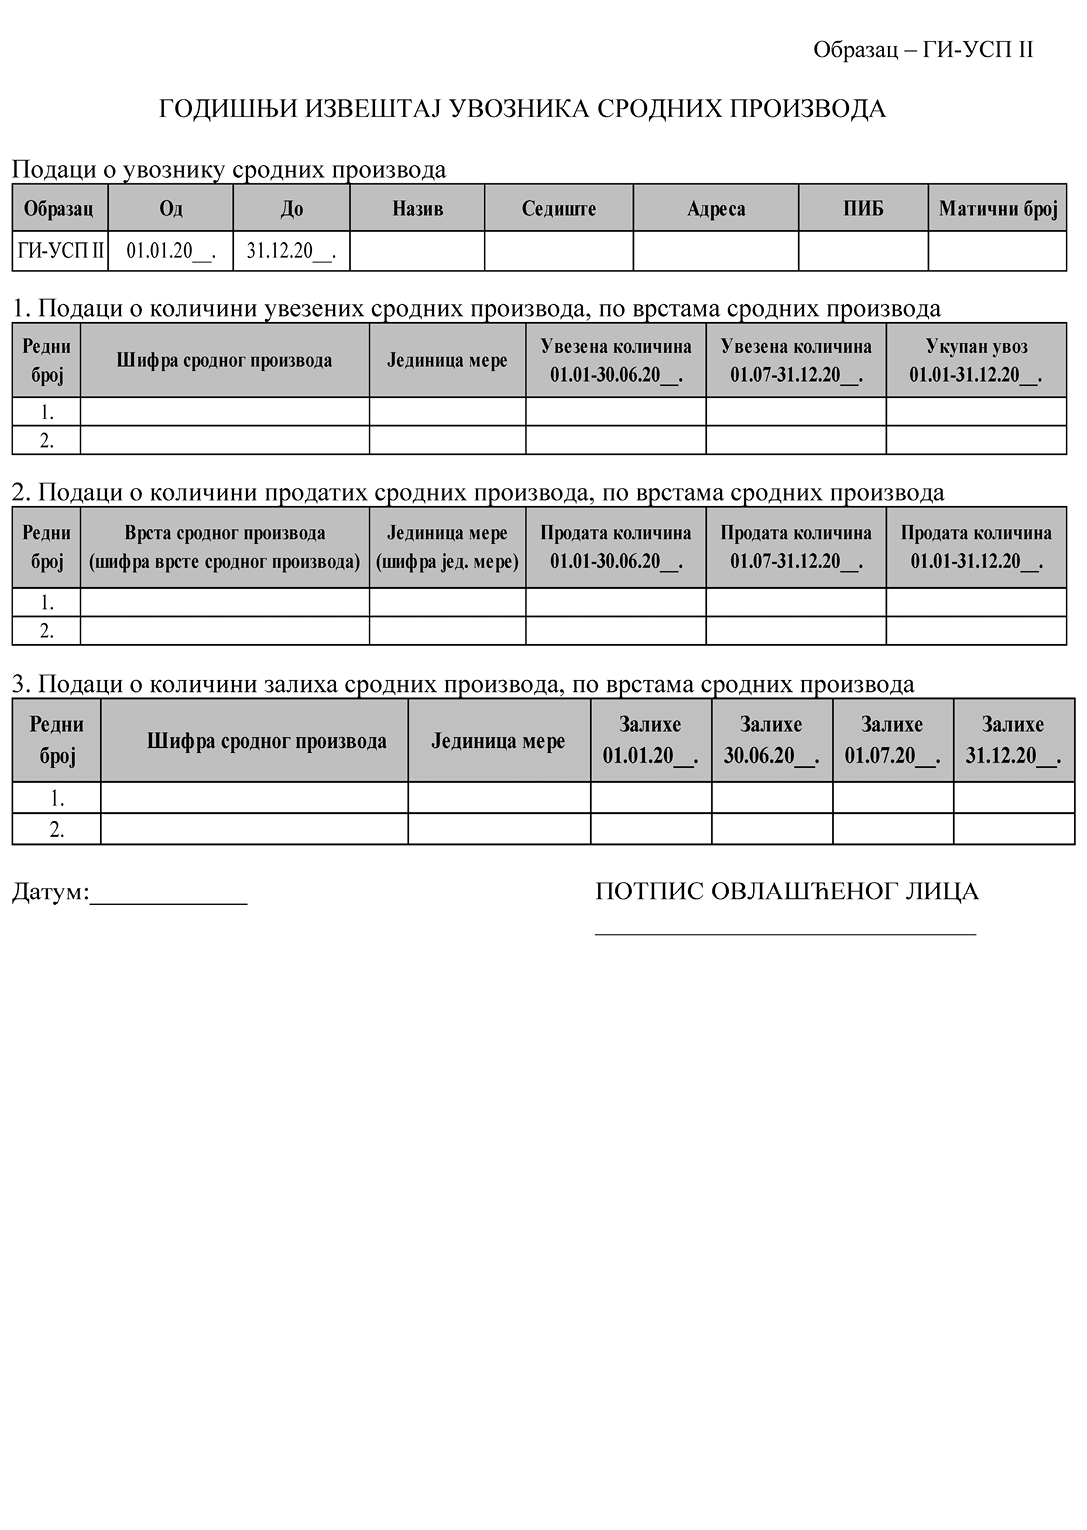 Образац – ГИ-УСП II
ГОДИШЊИ ИЗВЕШТАЈ УВОЗНИКА СРОДНИХ ПРОИЗВОДА
Подаци о увознику сродних производа
Образац Од До Назив Седиште Адреса ПИБ Матични број
ГИ-УСП II 01.01.20__. 31.12.20__.
1. Подаци о количини увезених сродних производа, по врстама сродних производа
Редни број Шифра сродног производа Јединица мере Увезена количина 01.01-30.06.20__. Увезена количина 01.07-31.12.20__. Укупан увоз 01.01-31.12.20__.
1.
2.
2. Подаци о количини продатих сродних производа, по врстама сродних производа
Редни број Врста сродног производа (шифра врсте сродног производа) Јединица мере (шифра јед. мере) Продата количина 01.01-30.06.20__. Продата количина 01.07-31.12.20__. Продата количина 01.01-31.12.20__.
1.
2.
3. Подаци о количини залиха сродних производа, по врстама сродних производа
Редни број Шифра сродног производа Јединица мере Залихе 01.01.20__. Залихе 30.06.20__. Залихе 01.07.20__. Залихе 31.12.20__.
1.
2.
Датум:____________ ПОТПИС ОВЛАШЋЕНОГ ЛИЦА
_____________________________